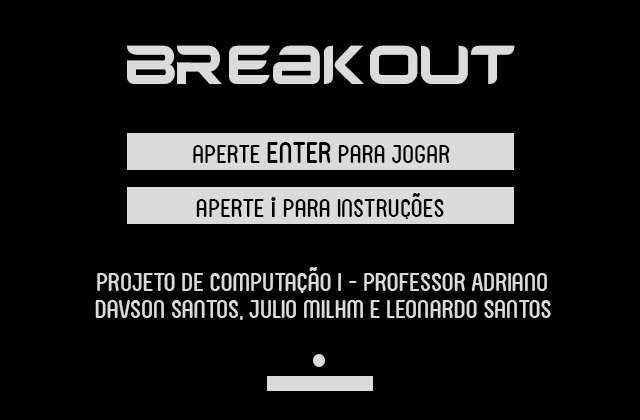 BREAKOUT
APERTE ENTER PARA JOGAR
APERTE i PARA INSTRUÇÕES
PROJETO DE COMPUTAÇÃO I - PROFESSOR ADRIANO
DAVSON SANTOS, JULIO MILHM E LEONARDO SANTOS